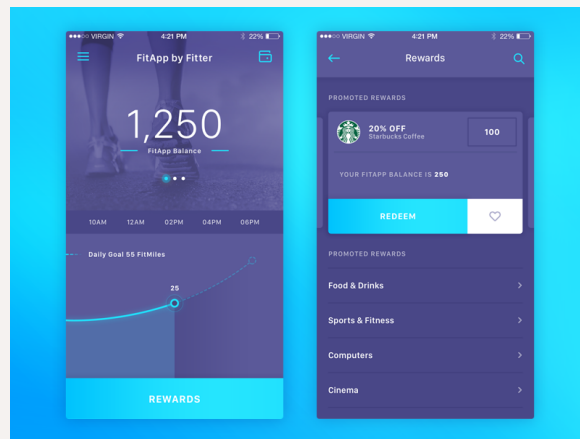 VIRGIN 4:21 PM 22%
FitApp by Fitter
1,250
FitApp Balance
10AM 12AM 02PM 04PM 06PM
Daily Goal 55 FitMiles
25
REWARDS
VIRGIN 4:21 PM 22%
Rewards
PROMOTED REWARDS
20% OFF 100
Starbucks Coffee
YOUR FITAPP BALANCE IS 250
REDEEM
PROMOTED REWARDS
Food & Drinks
Sports & Fitness
Computers
Cinema